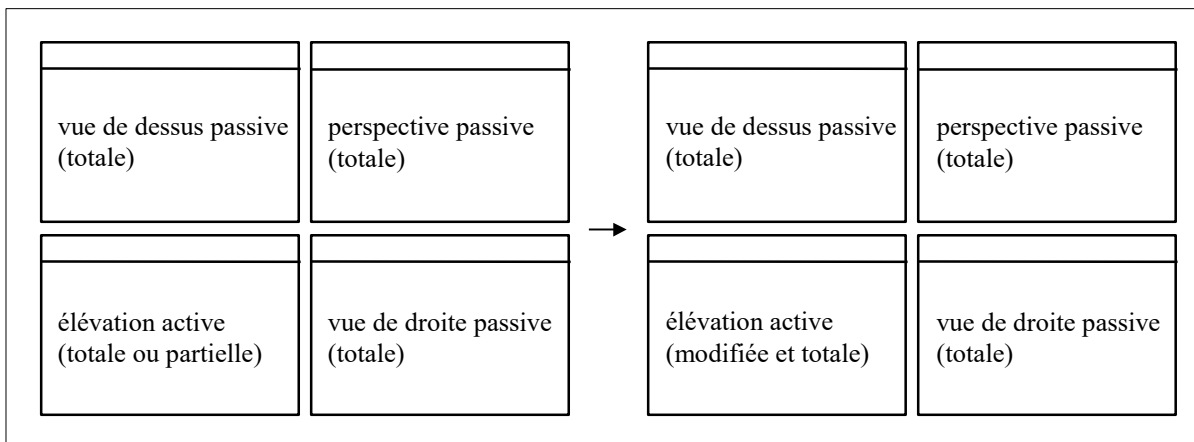 vue de dessus passive
(totale)
perspective passive
(totale)
élévation active
(totale ou partielle)
vue de droite passive
(totale)
vue de dessus passive
(totale)
perspective passive
(totale)
élévation active
(modifiée et totale)
vue de droite passive
(totale)